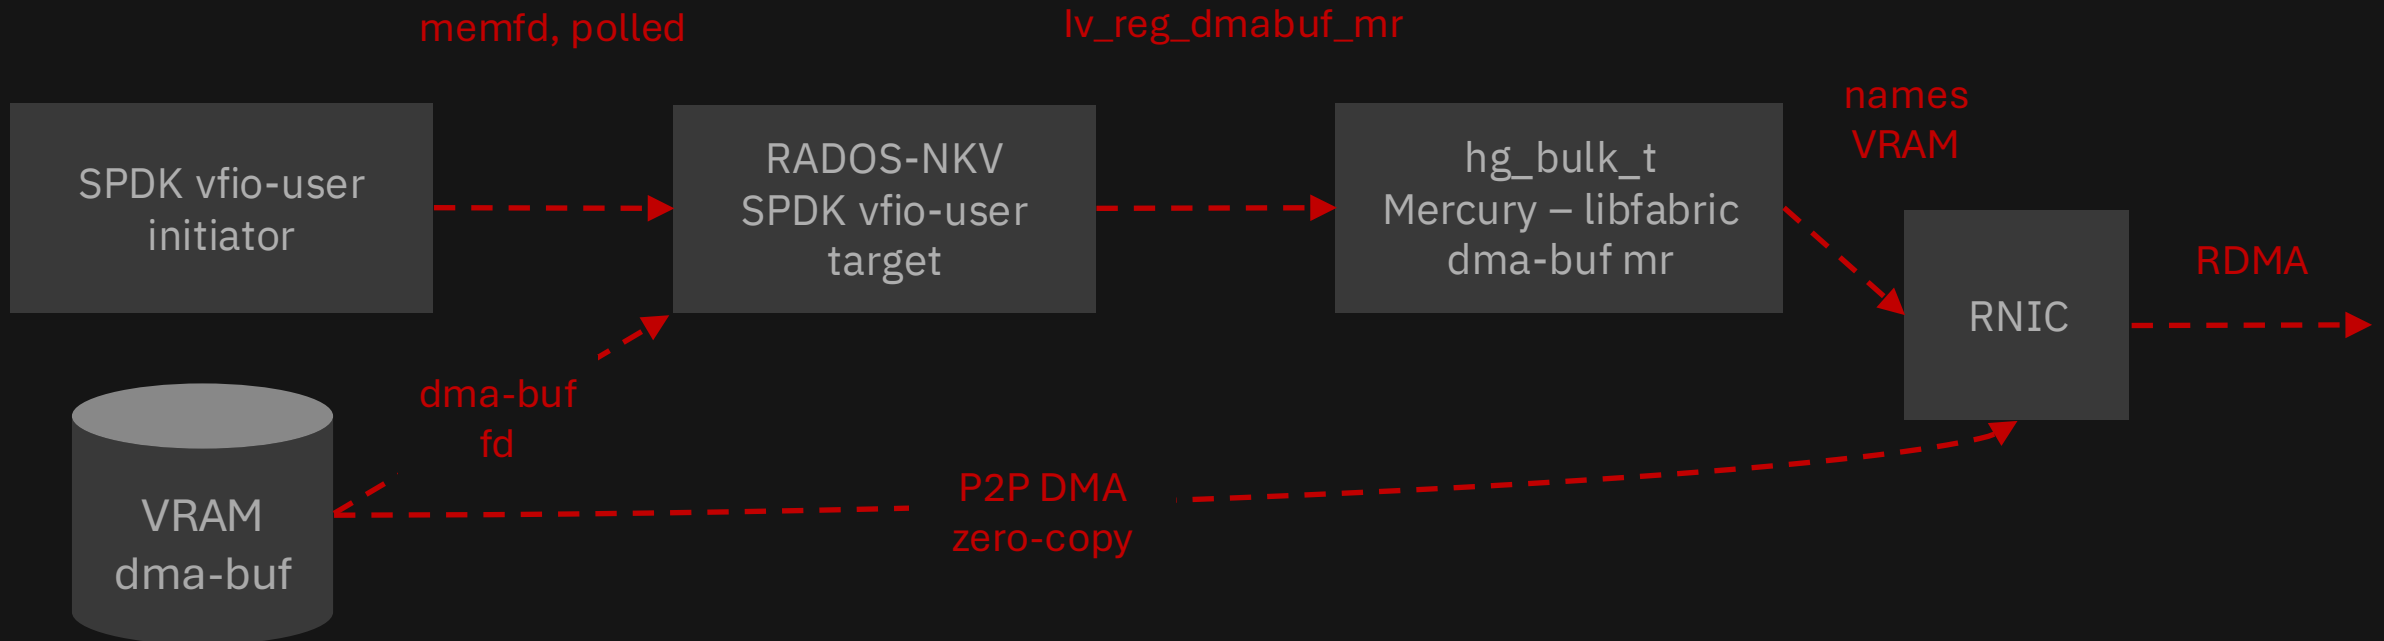 memfd, polled
lv_reg_dmabuf_mr
names
VRAM
SPDK vfio-user
initiator
RADOS-NKV
SPDK vfio-user
target
hg_bulk_t
Mercury – libfabric
dma-buf mr
RNIC
RDMA
dma-buf
fd
VRAM
dma-buf
P2P DMA
zero-copy